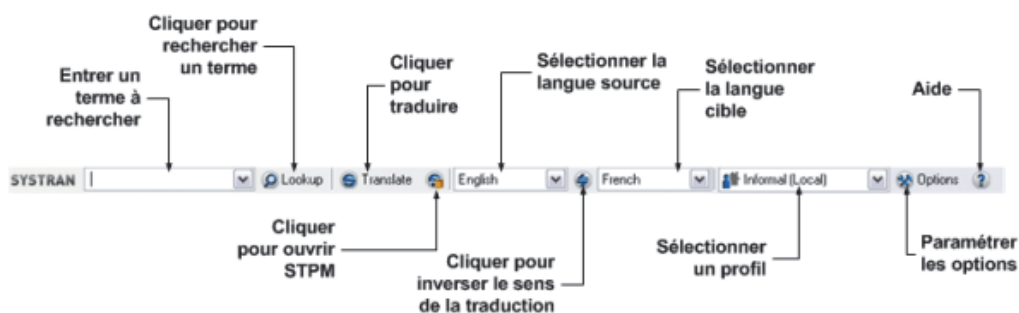 Cliquer pour
rechercher
un terme
Entrer un
terme à
rechercher
Cliquer
pour
traduire
Sélectionner la
langue source
Sélectionner
la langue
cible
Aide
SYSTRAN Lookup Translate English French Informal (Local) Options ?
Cliquer
pour ouvrir
STPM
Cliquer pour
inverser le sens
de la traduction
Sélectionner
un profil
Paramétrer
les options